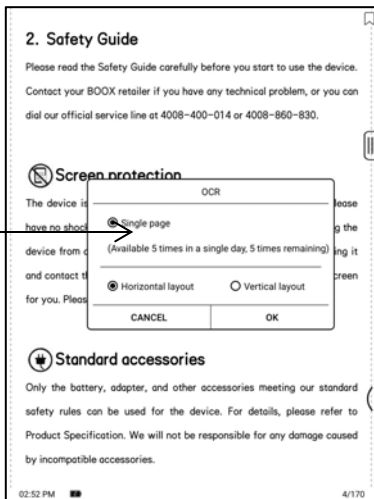 2. Safety Guide
Please read the Safety Guide carefully before you start to use the device.
Contact your BOOX retailer if you have any technical problem, or you can
dial our official service line at 4008-400-014 or 4008-860-830.
Screen protection
The device is lease
have no shock g the
device from ing it
and contact t creen
for you. Pleas
OCR
Single page
(Available 5 times in a single day, 5 times remaining)
Horizontal layout Vertical layout
CANCEL OK
Standard accessories
Only the battery, adapter, and other accessories meeting our standard
safety rules can be used for the device. For details, please refer to
Product Specification. We will not be responsible for any damage caused
by incompatible accessories.
02:52 PM 4/170